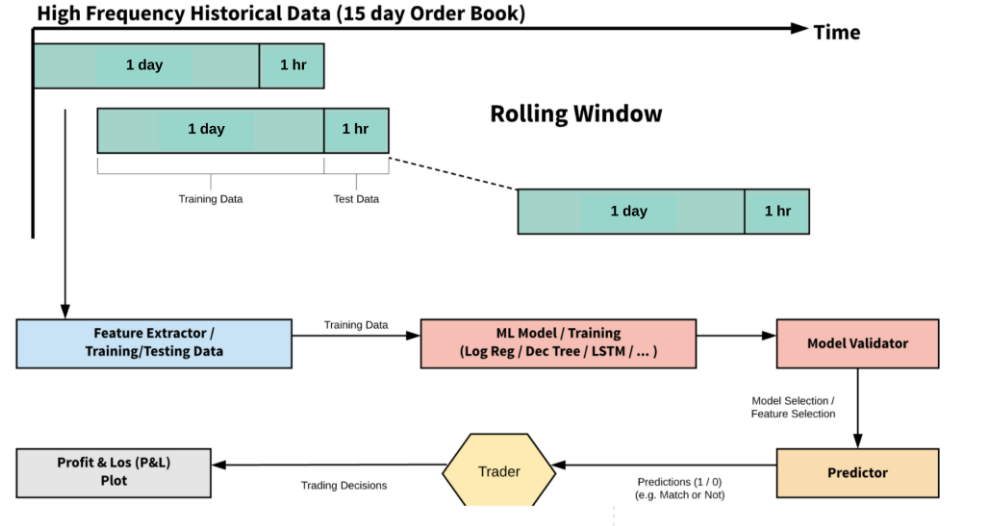 High Frequency Historical Data (15 day Order Book)
Time
1 day
1 hr
1 day
1 hr
Rolling Window
Training Data
Test Data
1 day
1 hr
Feature Extractor /
Training/Testing Data
Training Data
ML Model / Training
(Log Reg / Dec Tree / LSTM / ... )
Model Validator
Model Selection /
Feature Selection
Profit & Los (P&L)
Plot
Trading Decisions
Trader
Predictions (1 / 0)
(e.g. Match or Not)
Predictor